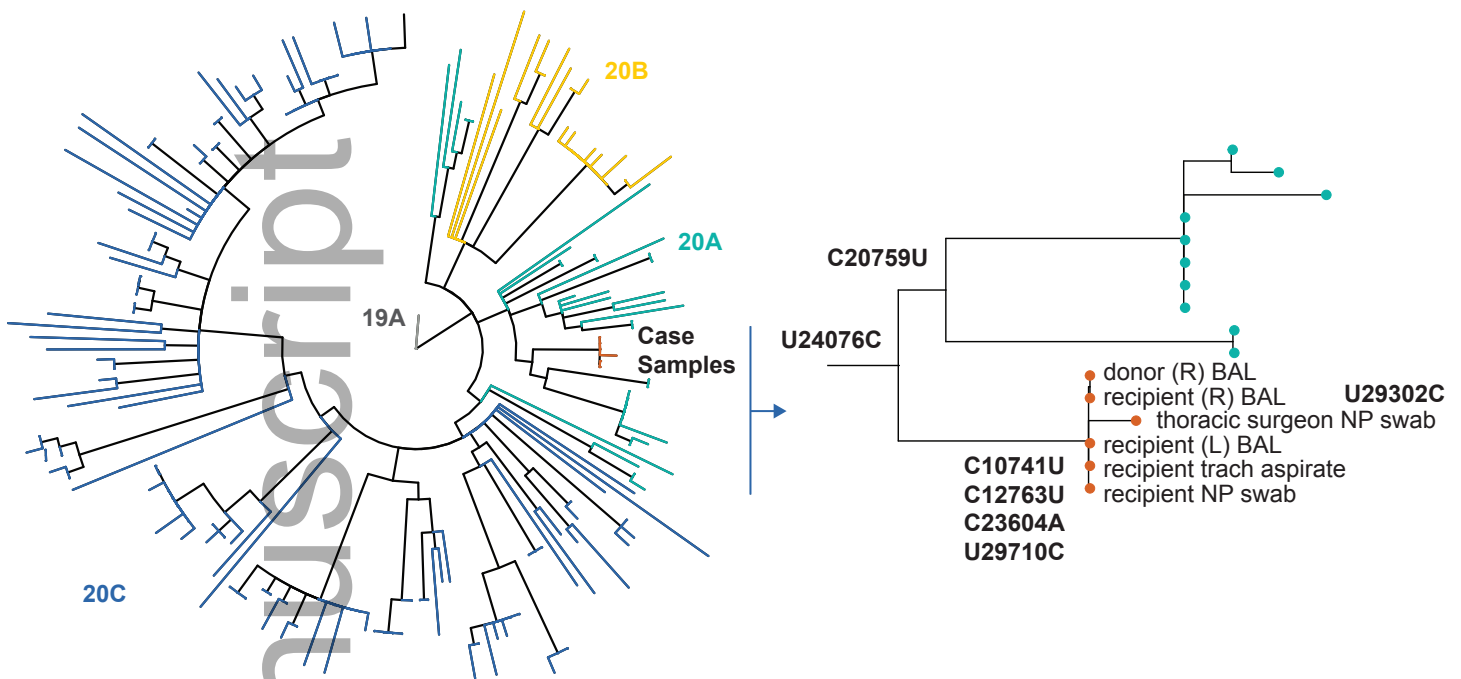 20B
20A
19A
Case
Samples
20C
nuscript
C20759U
U24076C
donor (R) BAL
recipient (R) BAL
U29302C
thoracic surgeon NP swab
recipient (L) BAL
recipient trach aspirate
recipient NP swab
C10741U
C12763U
C23604A
U29710C